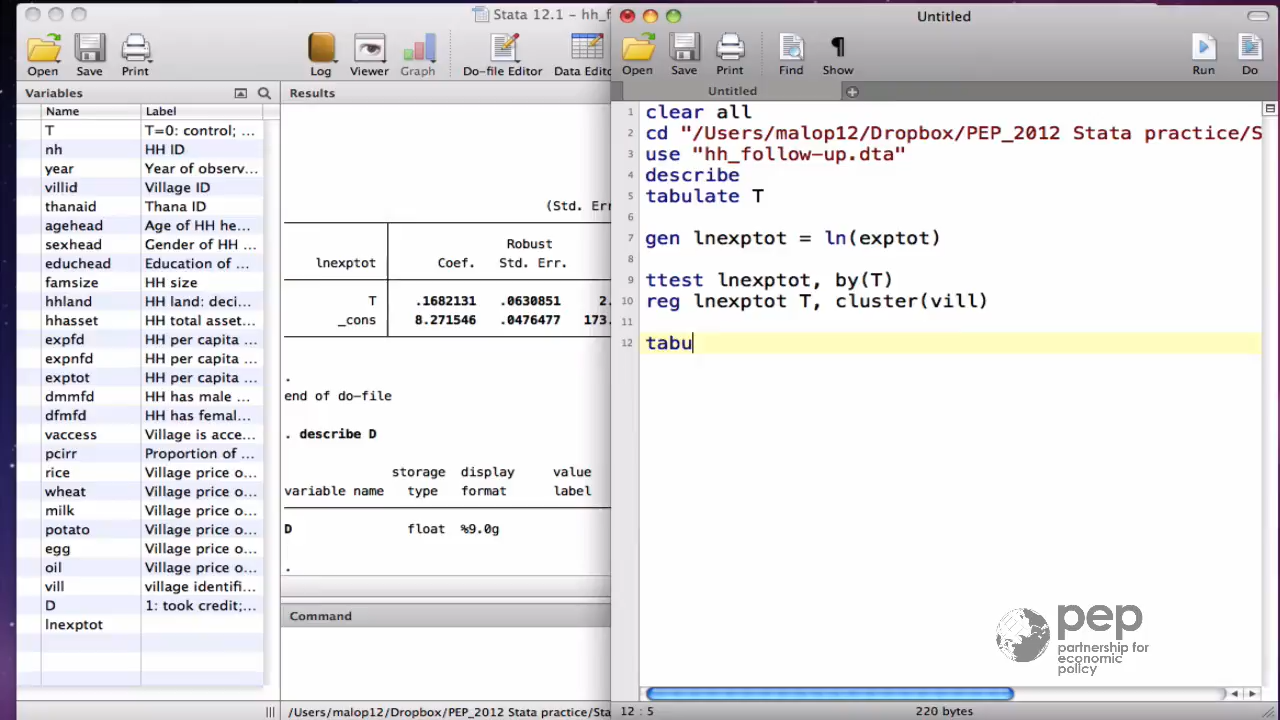 Stata 12.1 – hh_f
Open Save Print Log Viewer Graph Do-file Editor Data Edito
Variables
Name Label
T T=0: control; ...
nh HH ID
year Year of observ...
villid Village ID
thanaid Thana ID
agehead Age of HH he...
sexhead Gender of HH ...
educhead Education of ...
famsize HH size
hhland HH land: deci...
hhasset HH total asset...
expfd HH per capita ...
expnfd HH per capita ...
exptot HH per capita ...
dmmfd HH has male ...
dfmfd HH has femal...
vaccess Village is acce...
pcirr Proportion of ...
rice Village price o...
wheat Village price o...
milk Village price o...
potato Village price o...
egg Village price o...
oil Village price o...
vill village identifi...
D 1: took credit;...
lnexptot
Results
(Std. Err
Robust
lnexptot Coef. Std. Err.
T .1682131 .0630851 2.
_cons 8.271546 .0476477 173.
.
end of do-file
. describe D
storage display value
variable name type format label
D float %9.0g
.
Command
/Users/malop12/Dropbox/PEP_2012 Stata practice/Sta
Untitled
Open Save Print Find ¶ Show Run Do
Untitled
1 clear all
2 cd "/Users/malop12/Dropbox/PEP_2012 Stata practice/S
3 use "hh_follow-up.dta"
4 describe
5 tabulate T
6
7 gen lnexptot = ln(exptot)
8
9 ttest lnexptot, by(T)
10 reg lnexptot T, cluster(vill)
11
12 tabu
pep
partnership for
economic
policy
12 : 5 220 bytes